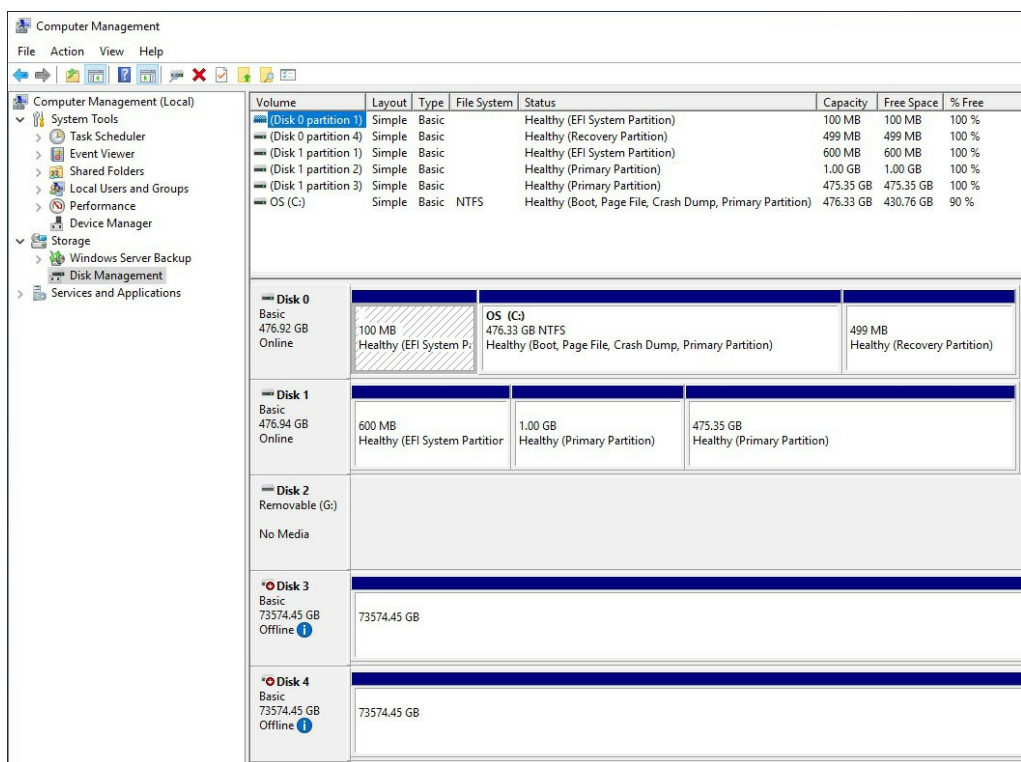 Computer Management
File Action View Help
Computer Management (Local)
System Tools
Task Scheduler
Event Viewer
Shared Folders
Local Users and Groups
Performance
Device Manager
Storage
Windows Server Backup
Disk Management
Services and Applications
Volume Layout Type File System Status Capacity Free Space % Free
(Disk 0 partition 1) Simple Basic Healthy (EFI System Partition) 100 MB 100 MB 100 %
(Disk 0 partition 4) Simple Basic Healthy (Recovery Partition) 499 MB 499 MB 100 %
(Disk 1 partition 1) Simple Basic Healthy (EFI System Partition) 600 MB 600 MB 100 %
(Disk 1 partition 2) Simple Basic Healthy (Primary Partition) 1.00 GB 1.00 GB 100 %
(Disk 1 partition 3) Simple Basic Healthy (Primary Partition) 475.35 GB 475.35 GB 100 %
OS (C:) Simple Basic NTFS Healthy (Boot, Page File, Crash Dump, Primary Partition) 476.33 GB 430.76 GB 90 %
Disk 0
Basic
476.92 GB
Online
100 MB
Healthy (EFI System P
OS (C:)
476.33 GB NTFS
Healthy (Boot, Page File, Crash Dump, Primary Partition)
499 MB
Healthy (Recovery Partition)
Disk 1
Basic
476.94 GB
Online
600 MB
Healthy (EFI System Partitior
1.00 GB
Healthy (Primary Partition)
475.35 GB
Healthy (Primary Partition)
Disk 2
Removable (G:)
No Media
Disk 3
Basic
73574.45 GB
Offline
73574.45 GB
Disk 4
Basic
73574.45 GB
Offline
73574.45 GB